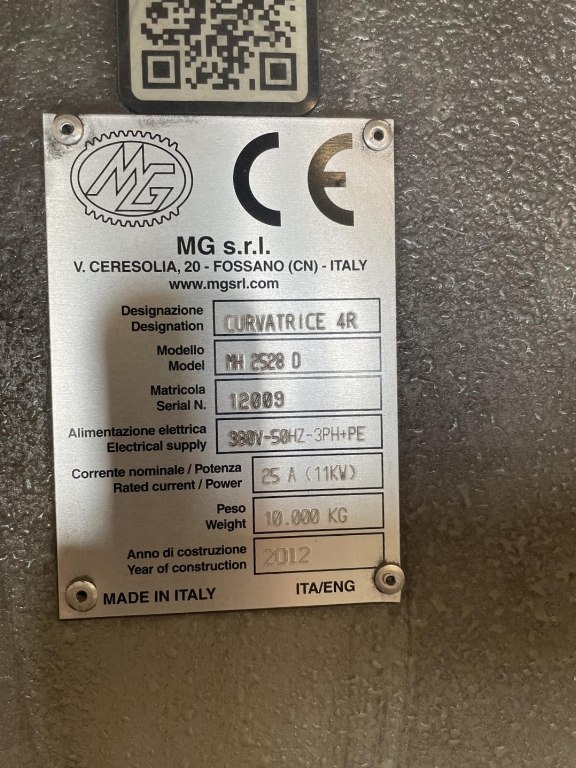 MG
CE
MG s.r.l.
V. CERESOLIA, 20 - FOSSANO (CN) - ITALY
www.mgsrl.com
Designazione
Designation
CURVATRICE 4R
Modello
Model
MH 2528 D
Matricola
Serial N.
12009
Alimentazione elettrica
Electrical supply
380V-50HZ-3PH+PE
Corrente nominale / Potenza
Rated current / Power
25 A (11KW)
Peso
Weight
10.000 KG
Anno di costruzione
Year of construction
2012
MADE IN ITALY
ITA/ENG